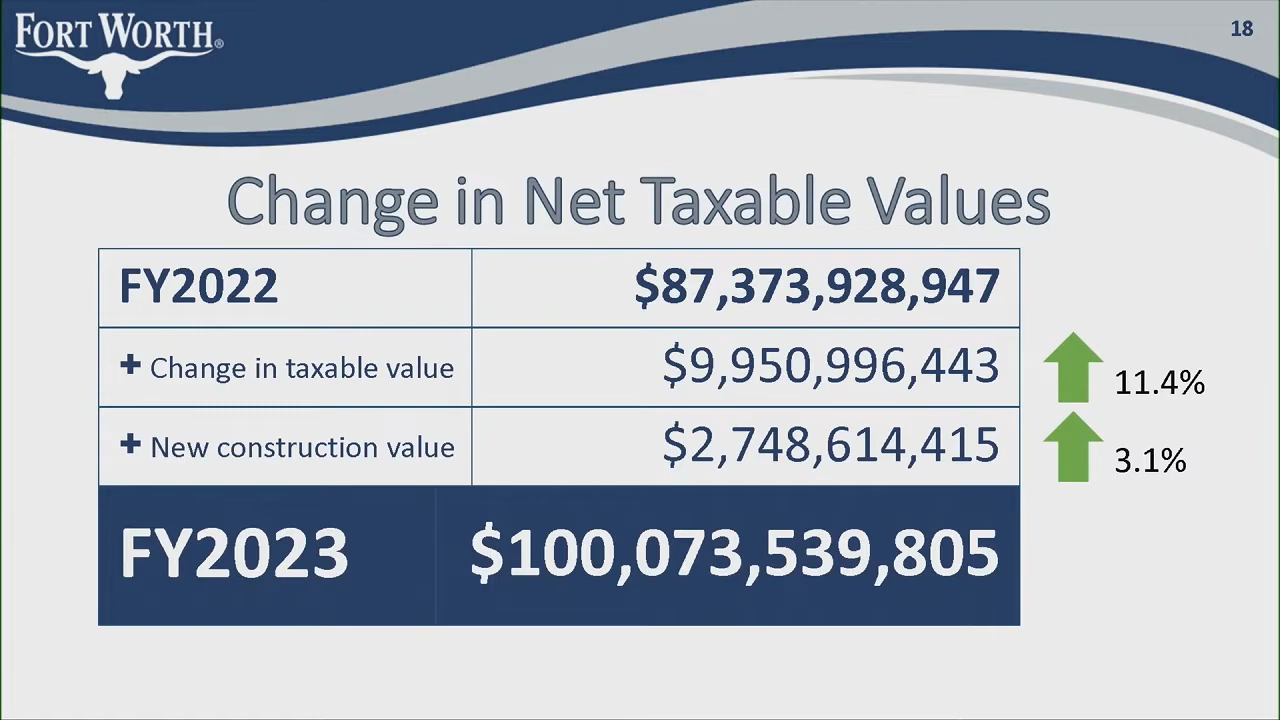 FORT WORTH®
18
Change in Net Taxable Values
FY2022 $87,373,928,947
+ Change in taxable value $9,950,996,443 11.4%
+ New construction value $2,748,614,415 3.1%
FY2023 $100,073,539,805